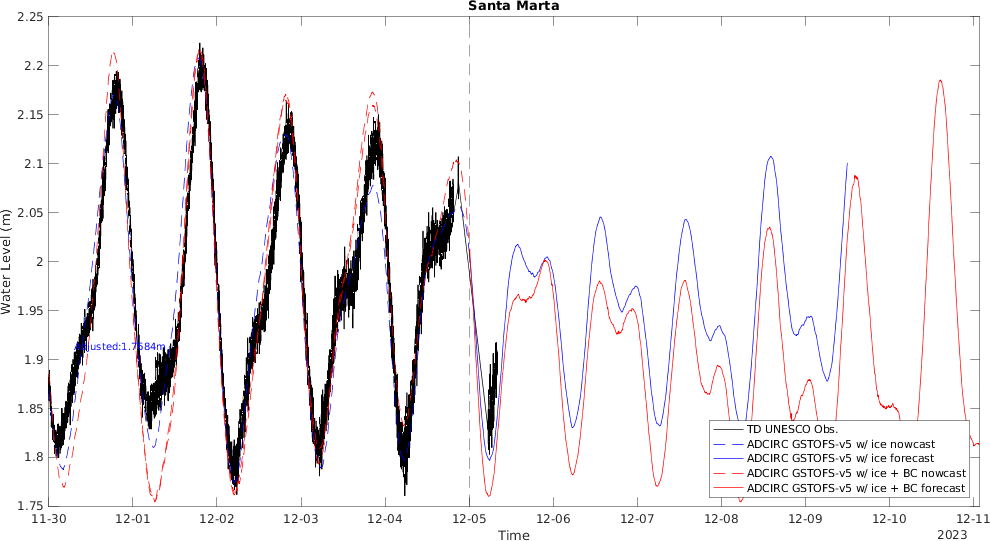 Santa Marta
2.25
2.2
2.15
2.1
2.05
2
1.95
1.9
1.85
1.8
1.75
Water Level (m)
Adjusted:1.7584m
11-30
12-01
12-02
12-03
12-04
12-05
12-06
12-07
12-08
12-09
12-10
12-11
Time
2023
TD UNESCO Obs.
ADCIRC GSTOFS-v5 w/ ice nowcast
ADCIRC GSTOFS-v5 w/ ice forecast
ADCIRC GSTOFS-v5 w/ ice + BC nowcast
ADCIRC GSTOFS-v5 w/ ice + BC forecast